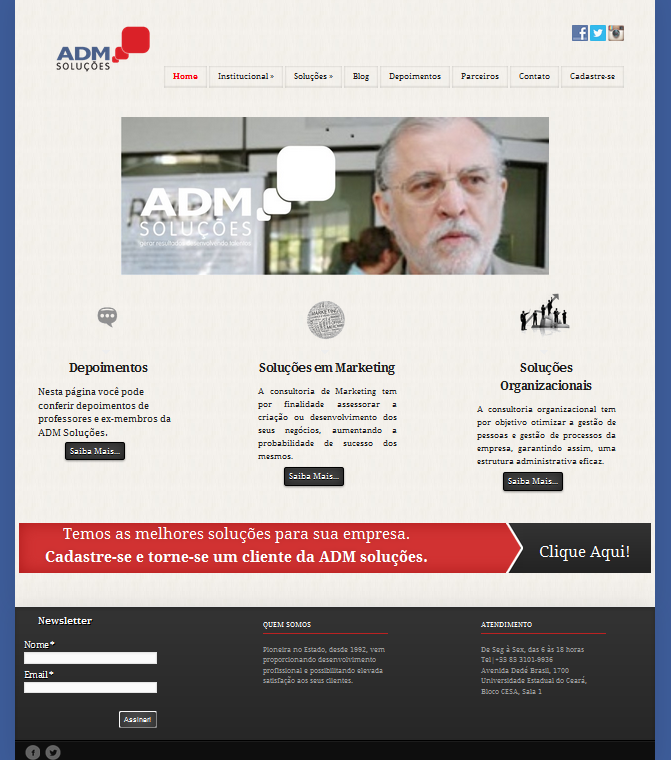 ADM
SOLUÇÕES
Home
Institucional »
Soluções »
Blog
Depoimentos
Parceiros
Contato
Cadastre-se
ADM
SOLUÇÕES
Depoimentos
Nesta página você pode
conferir depoimentos de
professores e ex-membros da
ADM Soluções.
Saiba Mais...
MARKETING
Soluções em Marketing
A consultoria de Marketing tem
por finalidade assessorar a
criação ou desenvolvimento dos
seus negócios, aumentando a
probabilidade de sucesso dos
mesmos.
Saiba Mais...
Soluções
Organizacionais
A consultoria organizacional tem
por objetivo otimizar a gestão de
pessoas e gestão de processos da
empresa, garantindo assim, uma
estrutura administrativa eficaz.
Saiba Mais...
Temos as melhores soluções para sua empresa.
Cadastre-se e torne-se um cliente da ADM soluções.
Clique Aqui!
Newsletter
Nome*
Email*
Assinar!
QUEM SOMOS
Pioneira no Estado, desde 1992, vem
proporcionando desenvolvimento
profissional e possibilitando elevada
satisfação aos seus clientes.
ATENDIMENTO
De Seg à Sex, das 6 às 18 horas
Tel | +55 85 3101-9936
Avenida Dedé Brasil, 1700
Universidade Estadual do Ceará,
Bloco CESA, Sala 1